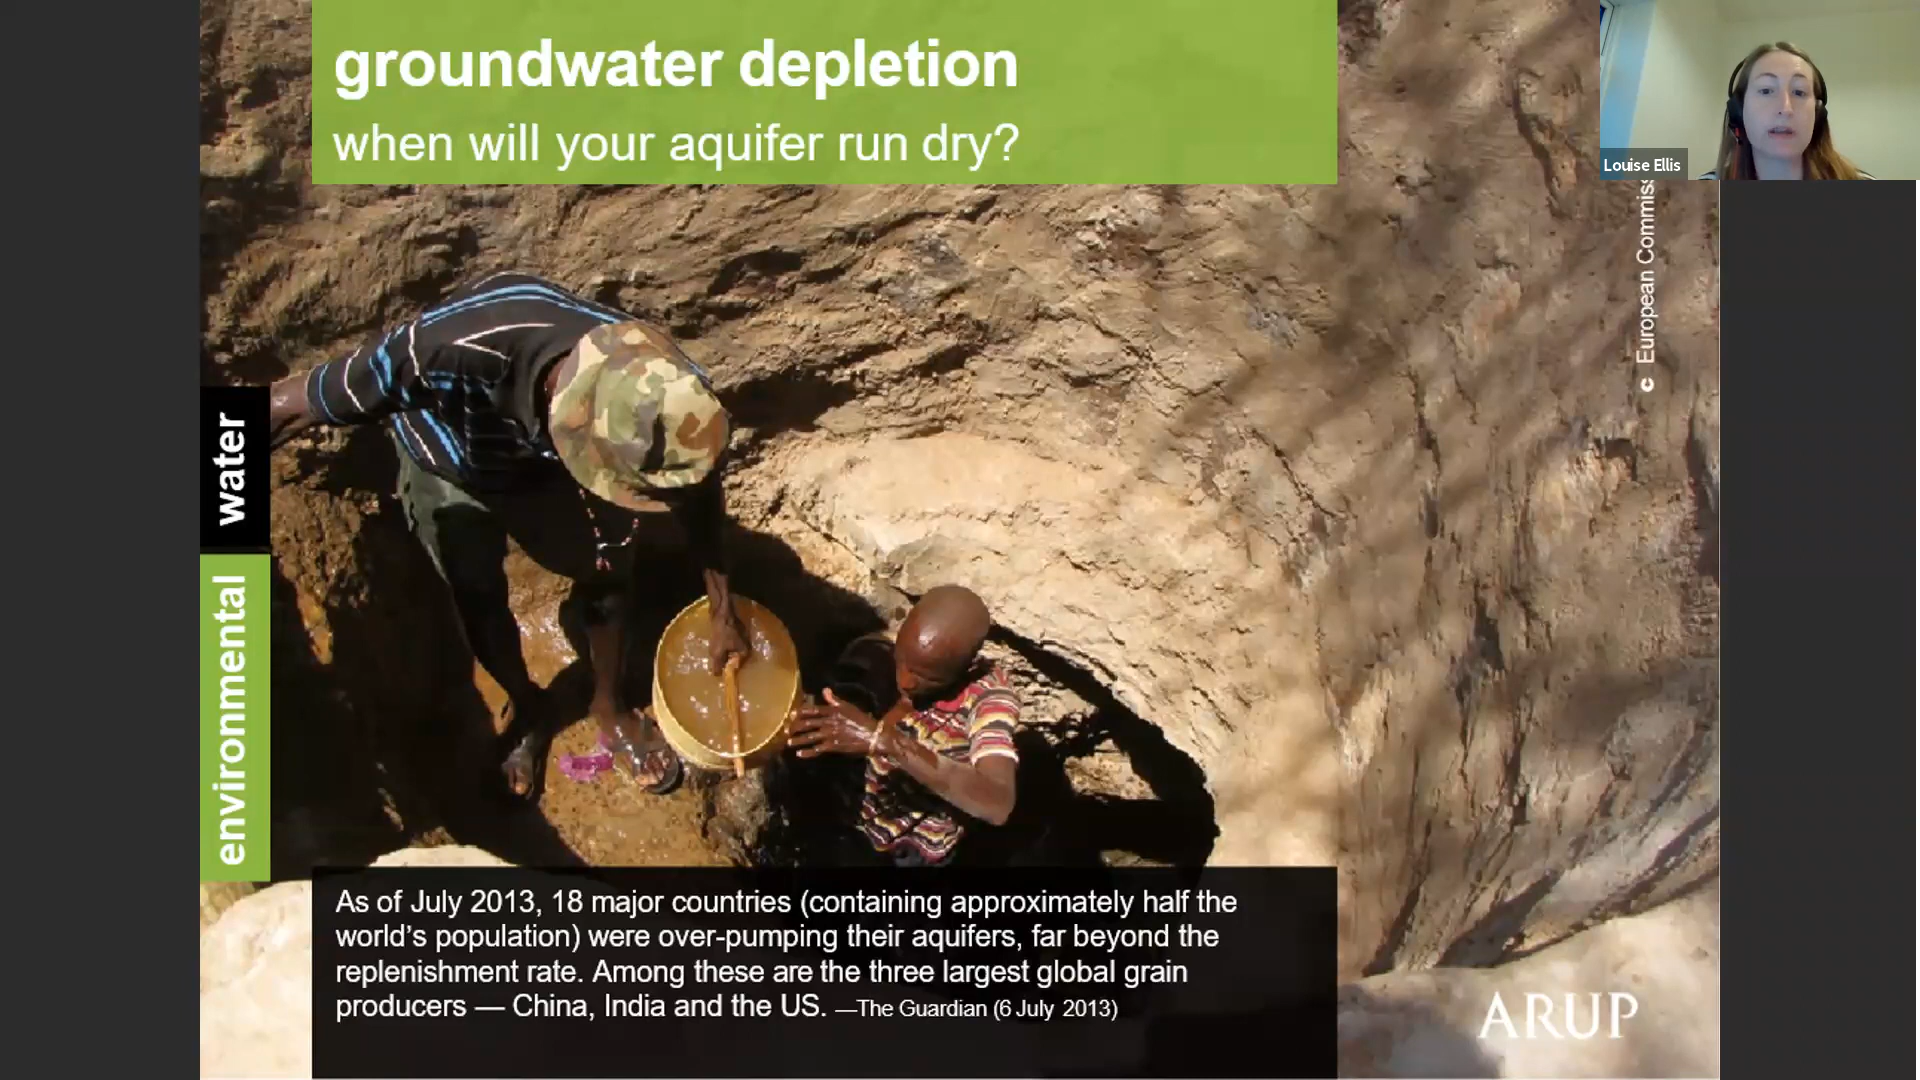 groundwater depletion
when will your aquifer run dry?
Louise Ellis
© European Commiss
water
environmental
As of July 2013, 18 major countries (containing approximately half the
world’s population) were over-pumping their aquifers, far beyond the
replenishment rate. Among these are the three largest global grain
producers — China, India and the US. —The Guardian (6 July 2013)
ARUP